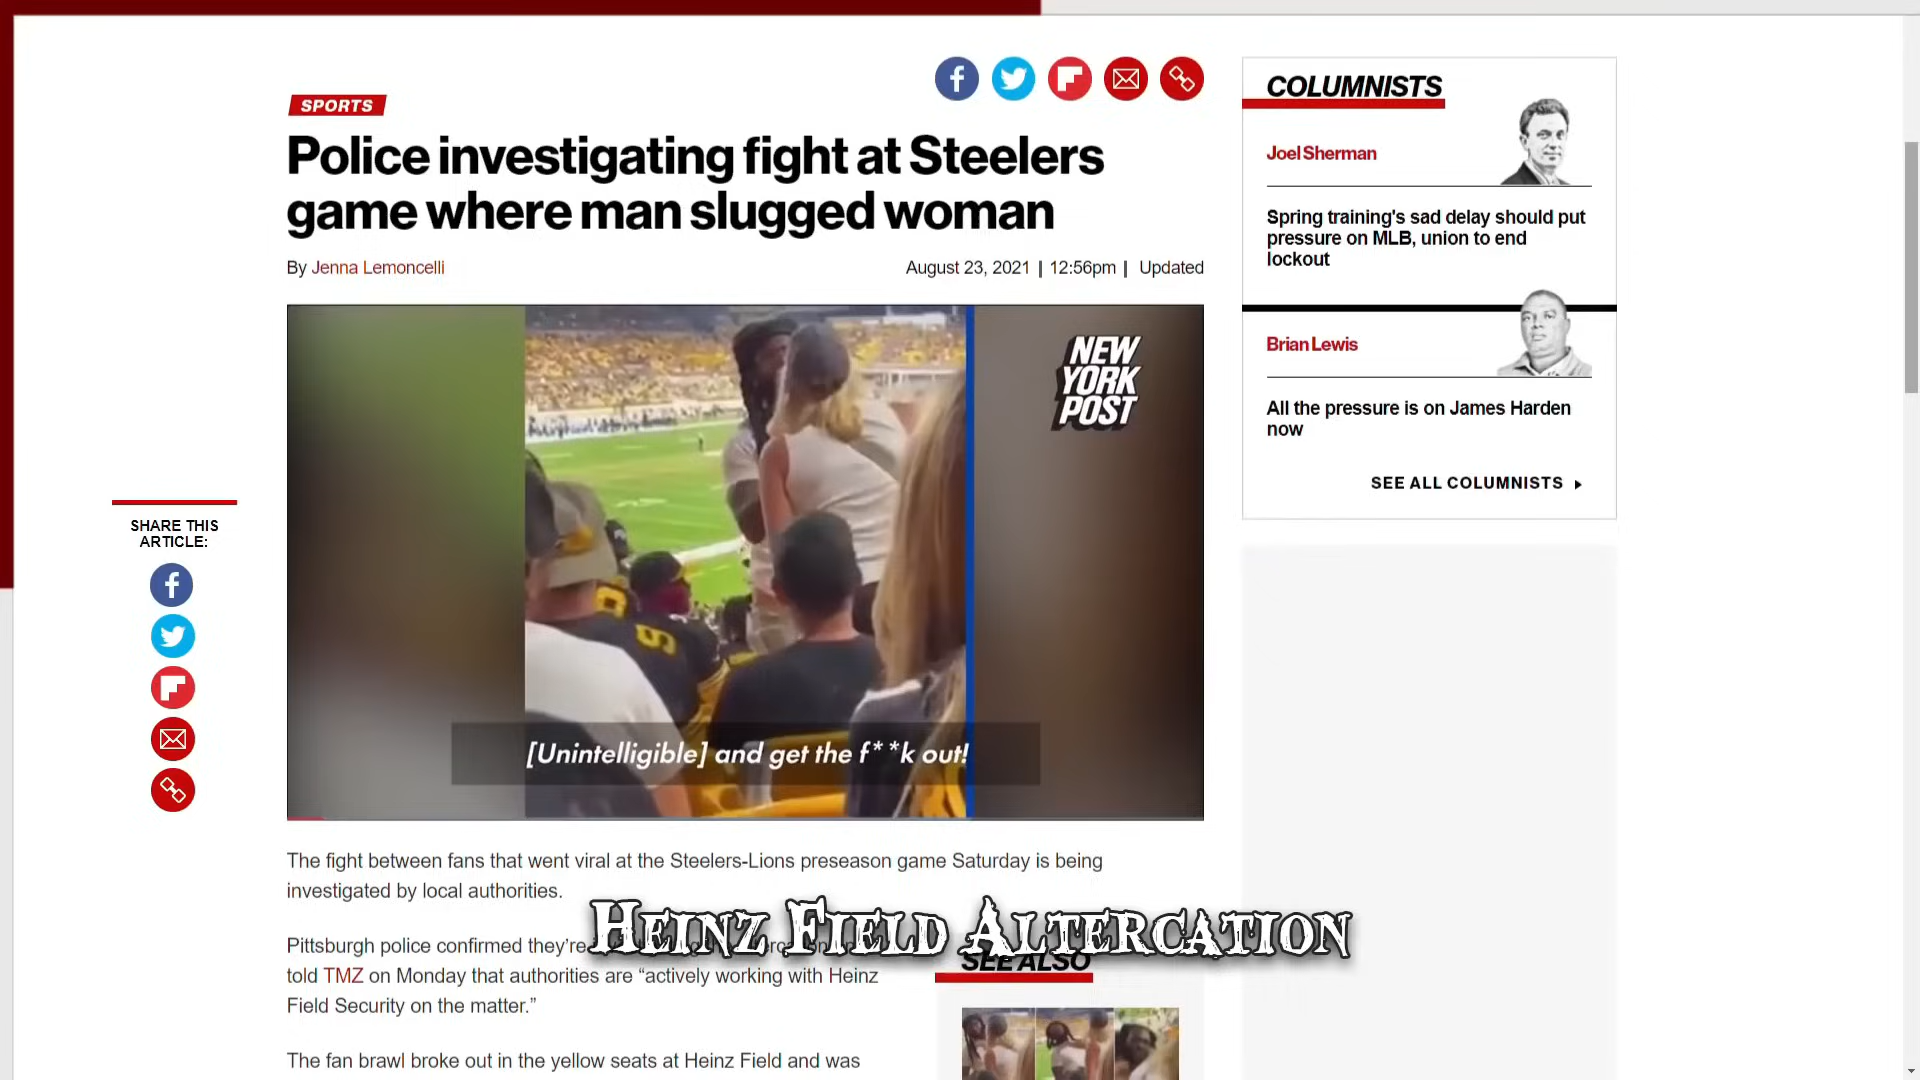 SPORTS
Police investigating fight at Steelers
game where man slugged woman
By Jenna Lemoncelli
August 23, 2021 | 12:56pm | Updated
NEW
YORK
POST
9
[Unintelligible] and get the f**k out!
SHARE THIS
ARTICLE:
The fight between fans that went viral at the Steelers-Lions preseason game Saturday is being
investigated by local authorities.
Pittsburgh police confirmed they're
told TMZ on Monday that authorities are “actively working with Heinz
Field Security on the matter.”
The fan brawl broke out in the yellow seats at Heinz Field and was
HEINZ FIELD ALTERCATION
SEE ALSO
COLUMNISTS
Joel Sherman
Spring training's sad delay should put
pressure on MLB, union to end
lockout
Brian Lewis
All the pressure is on James Harden
now
SEE ALL COLUMNISTS